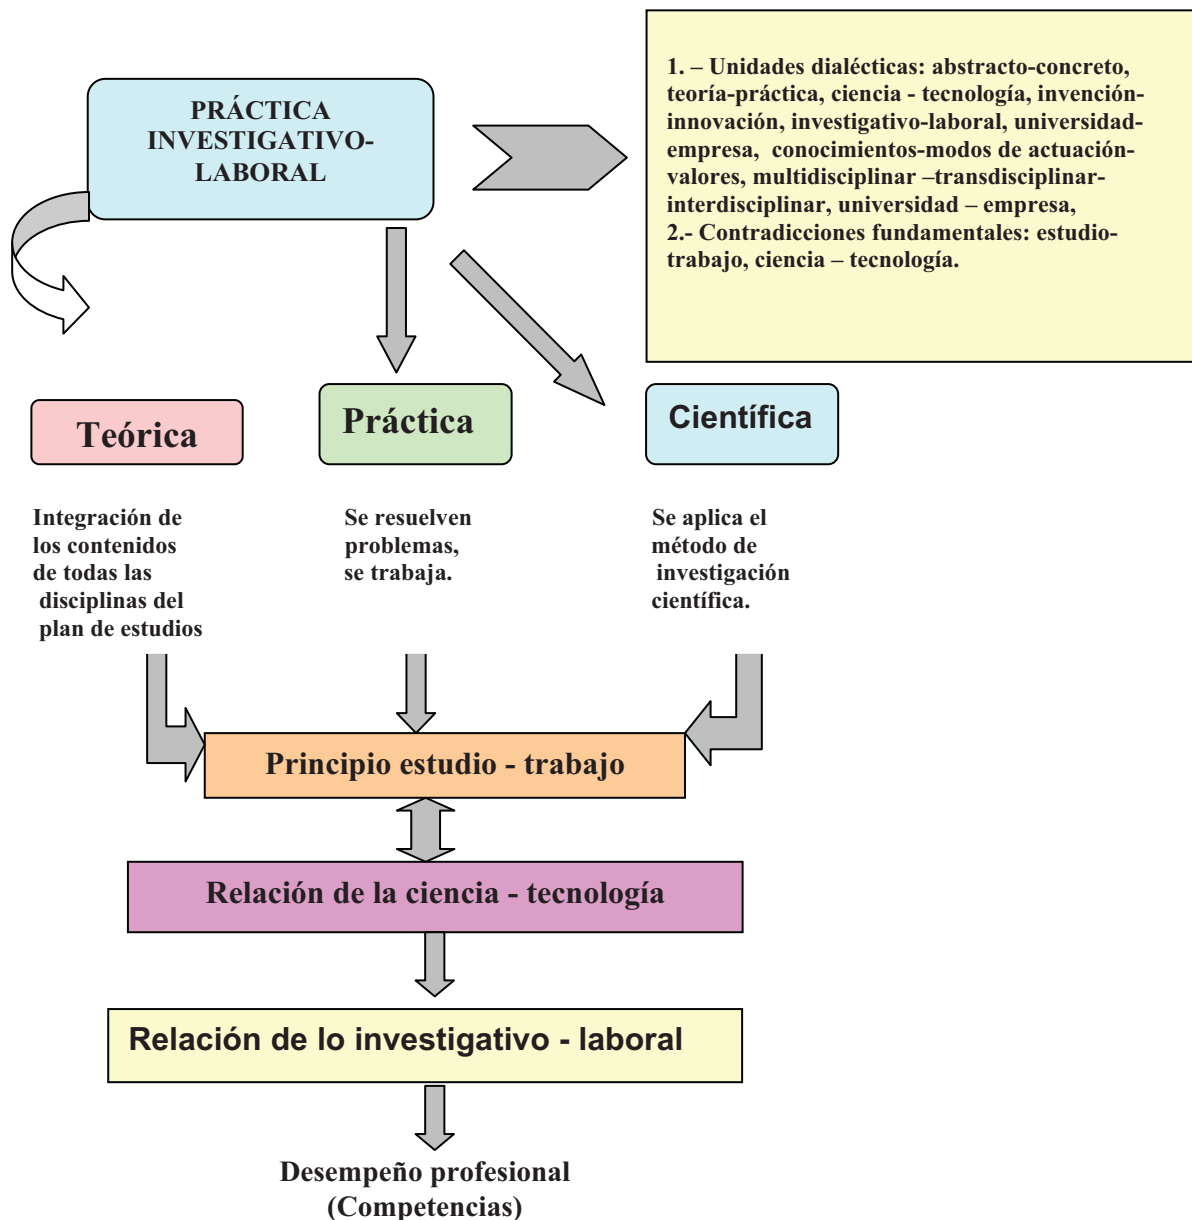 PRÁCTICA
INVESTIGATIVO-
LABORAL
1. – Unidades dialécticas: abstracto-concreto,
teoría-práctica, ciencia - tecnología, invención-
innovación, investigativo-laboral, universidad-
empresa, conocimientos-modos de actuación-
valores, multidisciplinar –transdisciplinar-
interdisciplinar, universidad – empresa,
2.- Contradicciones fundamentales: estudio-
trabajo, ciencia – tecnología.
Teórica
Práctica
Científica
Integración de
los contenidos
de todas las
disciplinas del
plan de estudios
Se resuelven
problemas,
se trabaja.
Se aplica el
método de
investigación
científica.
Principio estudio - trabajo
Relación de la ciencia - tecnología
Relación de lo investigativo - laboral
Desempeño profesional
(Competencias)